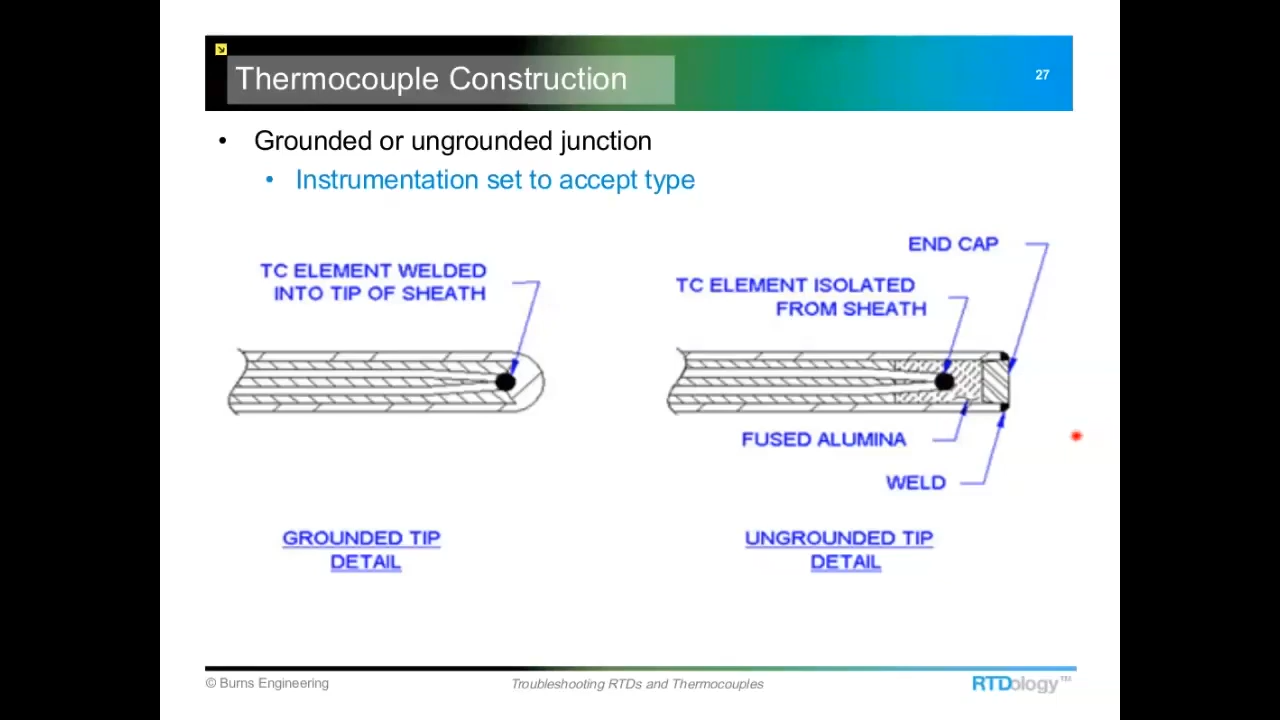 Thermocouple Construction
27
• Grounded or ungrounded junction
• Instrumentation set to accept type
TC ELEMENT WELDED
INTO TIP OF SHEATH
END CAP
TC ELEMENT ISOLATED
FROM SHEATH
FUSED ALUMINA
WELD
GROUNDED TIP
DETAIL
UNGROUNDED TIP
DETAIL
© Burns Engineering
Troubleshooting RTDs and Thermocouples
RTDology™